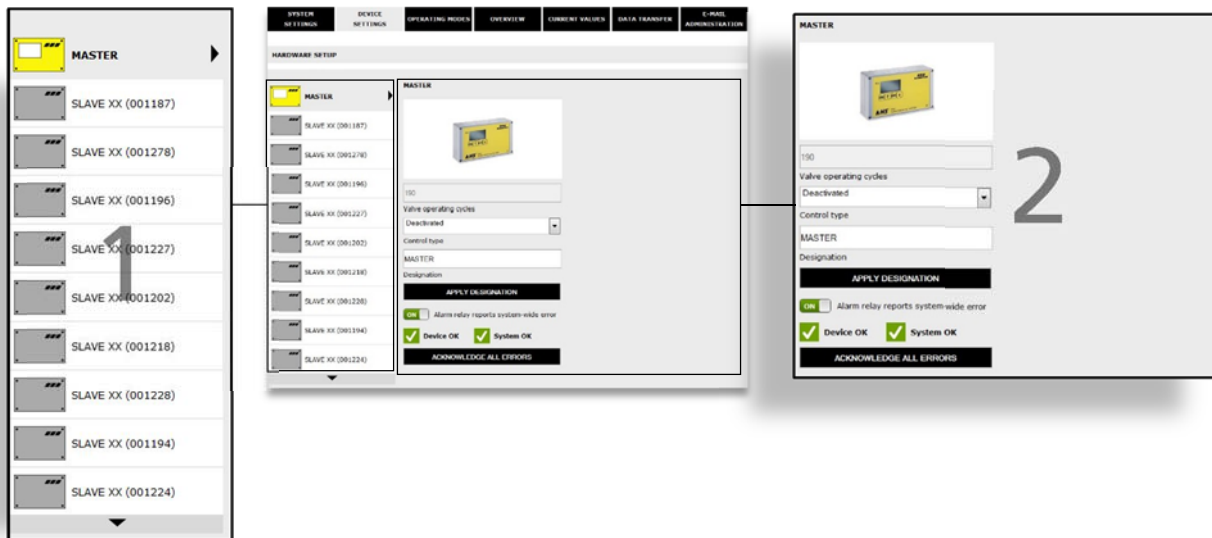 MASTER
SLAVE XX (001187)
SLAVE XX (001278)
SLAVE XX (001196)
SLAVE XX (001227)
SLAVE XX (001202)
SLAVE XX (001218)
SLAVE XX (001228)
SLAVE XX (001194)
SLAVE XX (001224)
1
SYSTEM SETTINGS
DEVICE SETTINGS
OPERATING MODES
OVERVIEW
CURRENT VALUES
DATA TRANSFER
E-MAIL ADMINISTRATION
HARDWARE SETUP
MASTER
SLAVE XX (001187)
SLAVE XX (001278)
SLAVE XX (001196)
SLAVE XX (001227)
SLAVE XX (001202)
SLAVE XX (001218)
SLAVE XX (001228)
SLAVE XX (001194)
SLAVE XX (001224)
MASTER
190
Valve operating cycles
Deactivated
Control type
MASTER
Designation
APPLY DESIGNATION
ON Alarm relay reports system-wide error
Device OK System OK
ACKNOWLEDGE ALL ERRORS
MASTER
190
Valve operating cycles
Deactivated
Control type
MASTER
Designation
APPLY DESIGNATION
ON Alarm relay reports system-wide error
Device OK System OK
ACKNOWLEDGE ALL ERRORS
2